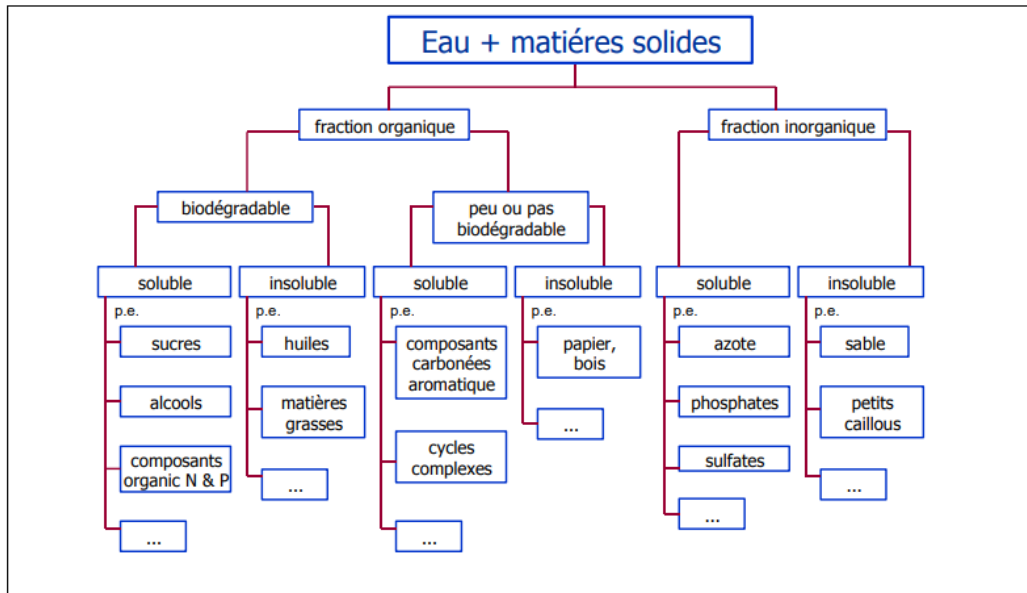 Eau + matiéres solides
fraction organique
fraction inorganique
biodégradable
peu ou pas
biodégradable
soluble
insoluble
soluble
insoluble
soluble
insoluble
p.e.
p.e.
p.e.
p.e.
p.e.
p.e.
sucres
alcools
composants
organic N & P
...
huiles
matières
grasses
...
composants
carbonées
aromatique
cycles
complexes
...
papier,
bois
...
azote
phosphates
sulfates
...
sable
petits
caillous
...